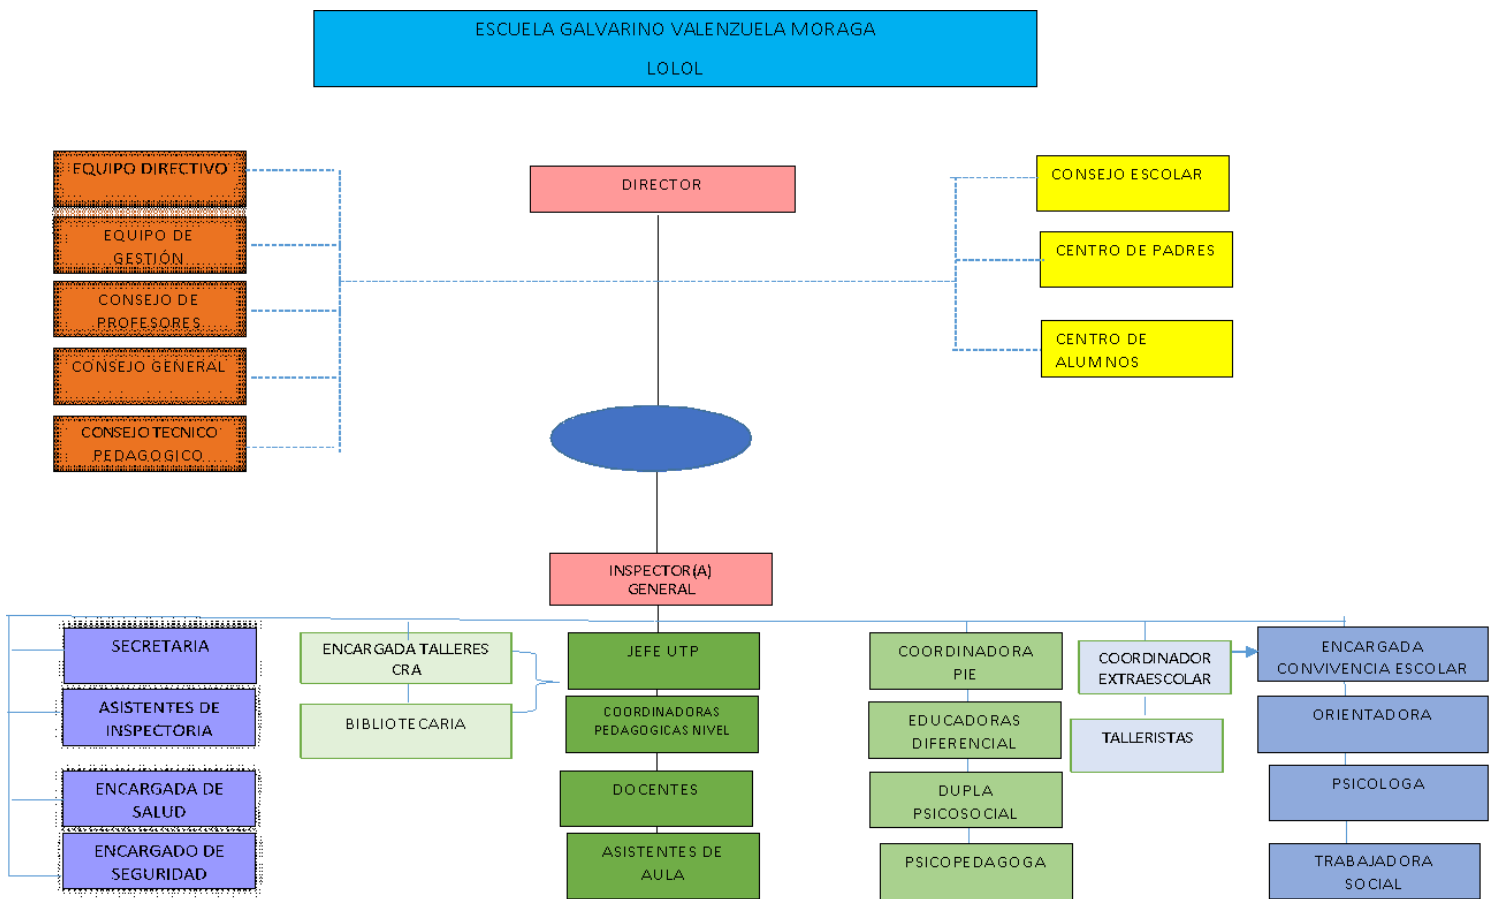 ESCUELA GALVARINO VALENZUELA MORAGA
LOLOL
EQUIPO DIRECTIVO
EQUIPO DE
GESTIÓN
CONSEJO DE
PROFESORES
CONSEJO GENERAL
CONSEJO TECNICO
PEDAGOGICO
DIRECTOR
CONSEJO ESCOLAR
CENTRO DE PADRES
CENTRO DE
ALUMNOS
INSPECTOR(A)
GENERAL
SECRETARIA
ASISTENTES DE
INSPECTORIA
ENCARGADA DE
SALUD
ENCARGADO DE
SEGURIDAD
ENCARGADA TALLERES
CRA
BIBLIOTECARIA
JEFE UTP
COORDINADORAS
PEDAGOGICAS NIVEL
DOCENTES
ASISTENTES DE
AULA
COORDINADORA
PIE
EDUCADORAS
DIFERENCIAL
DUPLA
PSICOSOCIAL
PSICOPEDAGOGA
COORDINADOR
EXTRAESCOLAR
TALLERISTAS
ENCARGADA
CONVIVENCIA ESCOLAR
ORIENTADORA
PSICOLOGA
TRABAJADORA
SOCIAL